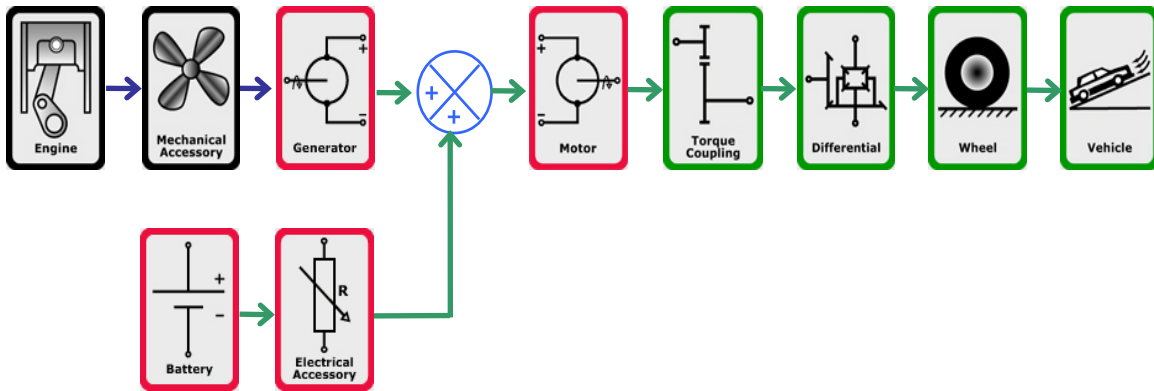 Engine
Mechanical
Accessory
+
−
Generator
+
+
+
−
Motor
Torque
Coupling
Differential
Wheel
Vehicle
+
−
Battery
R
Electrical
Accessory